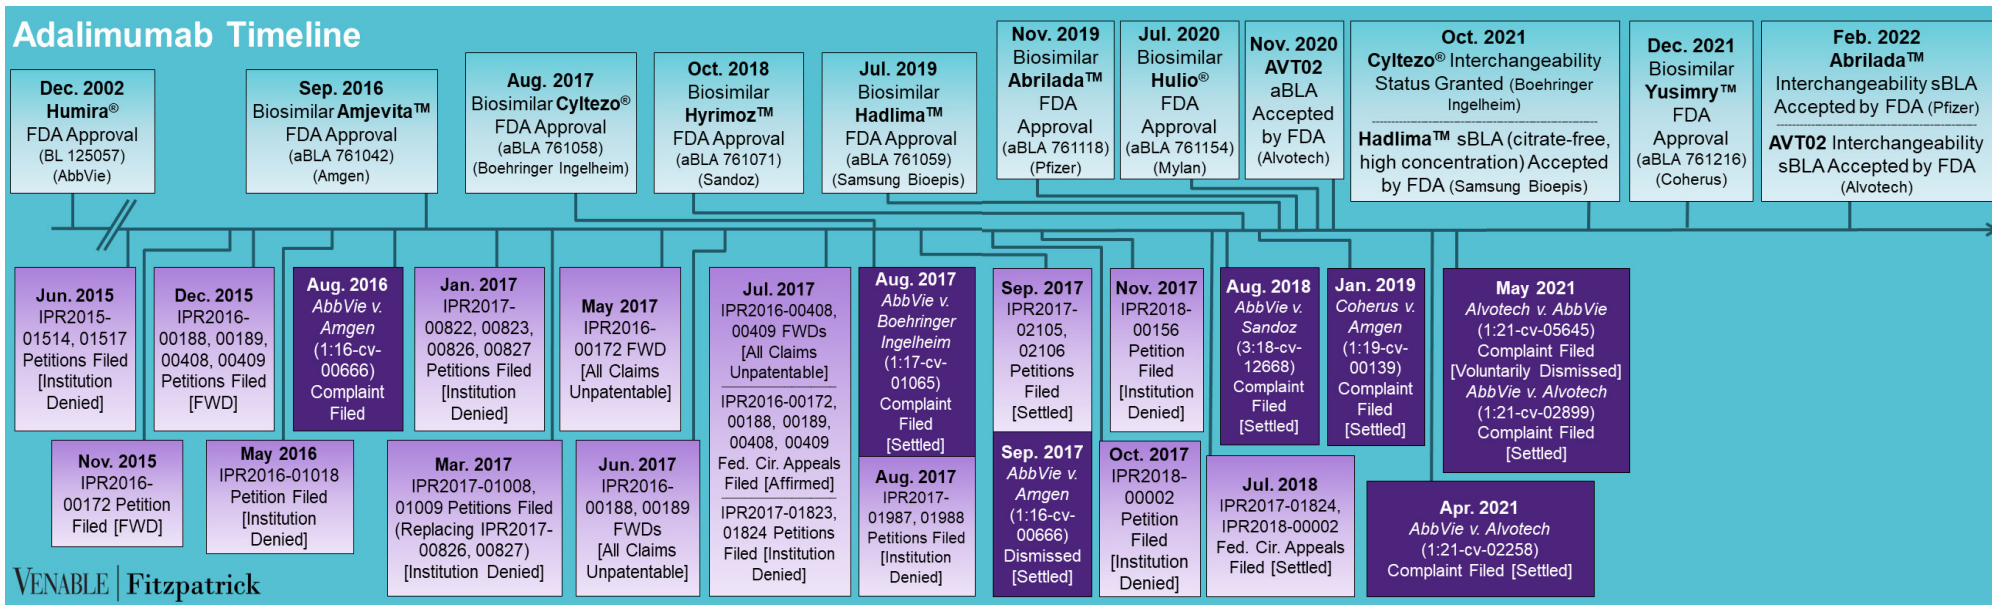 Adalimumab Timeline
Dec. 2002
Humira®
FDA Approval
(BL 125057)
(AbbVie)
Sep. 2016
Biosimilar Amjevita™
FDA Approval
(aBLA 761042)
(Amgen)
Aug. 2017
Biosimilar Cyltezo®
FDA Approval
(aBLA 761058)
(Boehringer Ingelheim)
Oct. 2018
Biosimilar
Hyrimoz™
FDA Approval
(aBLA 761071)
(Sandoz)
Jul. 2019
Biosimilar
Hadlima™
FDA Approval
(aBLA 761059)
(Samsung Bioepis)
Nov. 2019
Biosimilar
Abrilada™
FDA
Approval
(aBLA 761118)
(Pfizer)
Jul. 2020
Biosimilar
Hulio®
FDA
Approval
(aBLA 761154)
(Mylan)
Nov. 2020
AVT02
aBLA
Accepted
by FDA
(Alvotech)
Oct. 2021
Cyltezo® Interchangeability
Status Granted (Boehringer
Ingelheim)
Hadlima™ sBLA (citrate-free,
high concentration) Accepted
by FDA (Samsung Bioepis)
Dec. 2021
Biosimilar
Yusimry™
FDA
Approval
(aBLA 761216)
(Coherus)
Feb. 2022
Abrilada™
Interchangeability sBLA
Accepted by FDA (Pfizer)
AVT02 Interchangeability
sBLA Accepted by FDA
(Alvotech)
Jun. 2015
IPR2015-
01514, 01517
Petitions Filed
[Institution
Denied]
Nov. 2015
IPR2016-
00172 Petition
Filed [FWD]
Dec. 2015
IPR2016-
00188, 00189,
00408, 00409
Petitions Filed
[FWD]
May 2016
IPR2016-01018
Petition Filed
[Institution
Denied]
Aug. 2016
AbbVie v.
Amgen
(1:16-cv-
00666)
Complaint
Filed
Jan. 2017
IPR2017-
00822, 00823,
00826, 00827
Petitions Filed
[Institution
Denied]
Mar. 2017
IPR2017-01008,
01009 Petitions Filed
(Replacing IPR2017-
00826, 00827)
[Institution Denied]
May 2017
IPR2016-
00172 FWD
[All Claims
Unpatentable]
Jun. 2017
IPR2016-
00188, 00189
FWDs
[All Claims
Unpatentable]
Jul. 2017
IPR2016-00408,
00409 FWDs
[All Claims
Unpatentable]
IPR2016-00172,
00188, 00189,
00408, 00409
Fed. Cir. Appeals
Filed [Affirmed]
IPR2017-01823,
01824 Petitions
Filed [Institution
Denied]
Aug. 2017
AbbVie v.
Boehringer
Ingelheim
(1:17-cv-
01065)
Complaint
Filed
[Settled]
Aug. 2017
IPR2017-
01987, 01988
Petitions Filed
[Institution
Denied]
Sep. 2017
IPR2017-
02105,
02106
Petitions
Filed
[Settled]
Sep. 2017
AbbVie v.
Amgen
(1:16-cv-
00666)
Dismissed
[Settled]
Oct. 2017
IPR2018-
00002
Petition
Filed
[Institution
Denied]
Nov. 2017
IPR2018-
00156
Petition
Filed
[Institution
Denied]
Jul. 2018
IPR2017-01824,
IPR2018-00002
Fed. Cir. Appeals
Filed [Settled]
Aug. 2018
AbbVie v.
Sandoz
(3:18-cv-
12668)
Complaint
Filed
[Settled]
Jan. 2019
Coherus v.
Amgen
(1:19-cv-
00139)
Complaint
Filed
[Settled]
Apr. 2021
AbbVie v. Alvotech
(1:21-cv-02258)
Complaint Filed [Settled]
May 2021
Alvotech v. AbbVie
(1:21-cv-05645)
Complaint Filed
[Voluntarily Dismissed]
AbbVie v. Alvotech
(1:21-cv-02899)
Complaint Filed
[Settled]
VENABLE | Fitzpatrick